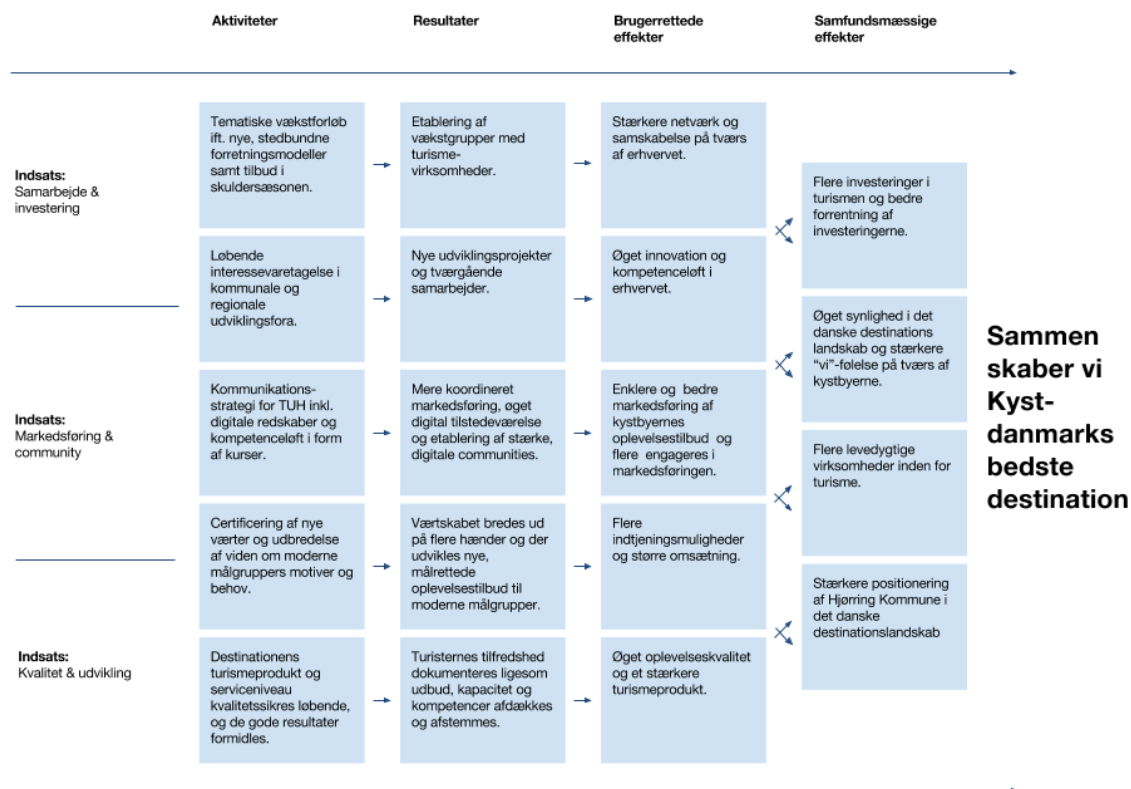 Aktiviteter
Resultater
Brugerrettede
effekter
Samfundsmæssige
effekter
Indsats:
Samarbejde &
investering
Tematiske vækstforløb
ift. nye, stedbundne
forretningsmodeller
samt tilbud i
skuldersæsonen.
Etablering af
vækstgrupper med
turisme-
virksomheder.
Stærkere netværk og
samskabelse på tværs
af erhvervet.
Løbende
interessevaretagelse i
kommunale og
regionale
udviklingsfora.
Nye udviklingsprojekter
og tværgående
samarbejder.
Øget innovation og
kompetenceløft i
erhvervet.
Indsats:
Markedsføring &
community
Kommunikations-
strategi for TUH inkl.
digitale redskaber og
kompetenceløft i form
af kurser.
Mere koordineret
markedsføring, øget
digital tilstedeværelse
og etablering af stærke,
digitale communities.
Enklere og  bedre
markedsføring af
kystbyernes
oplevelsestilbud  og
flere  engageres i
markedsføringen.
Certificering af nye
værter og udbredelse
af viden om moderne
målgruppers motiver og
behov.
Værtskabet bredes ud
på flere hænder og der
udvikles nye,
målrettede
oplevelsestilbud til
moderne målgrupper.
Flere
indtjeningsmuligheder
og større omsætning.
Indsats:
Kvalitet & udvikling
Destinationens
turismeprodukt og
serviceniveau
kvalitetssikres løbende,
og de gode resultater
formidles.
Turisternes tilfredshed
dokumenteres ligesom
udbud, kapacitet og
kompetencer afdækkes
og afstemmes.
Øget oplevelseskvalitet
og et stærkere
turismeprodukt.
Flere investeringer i
turismen og bedre
forrentning af
investeringerne.
Øget synlighed i det
danske destinations
landskab og stærkere
“vi”-følelse på tværs af
kystbyerne.
Flere levedygtige
virksomheder inden for
turisme.
Stærkere positionering
af Hjørring Kommune i
det danske
destinationslandskab
Sammen
skaber vi
Kyst-
danmarks
bedste
destination